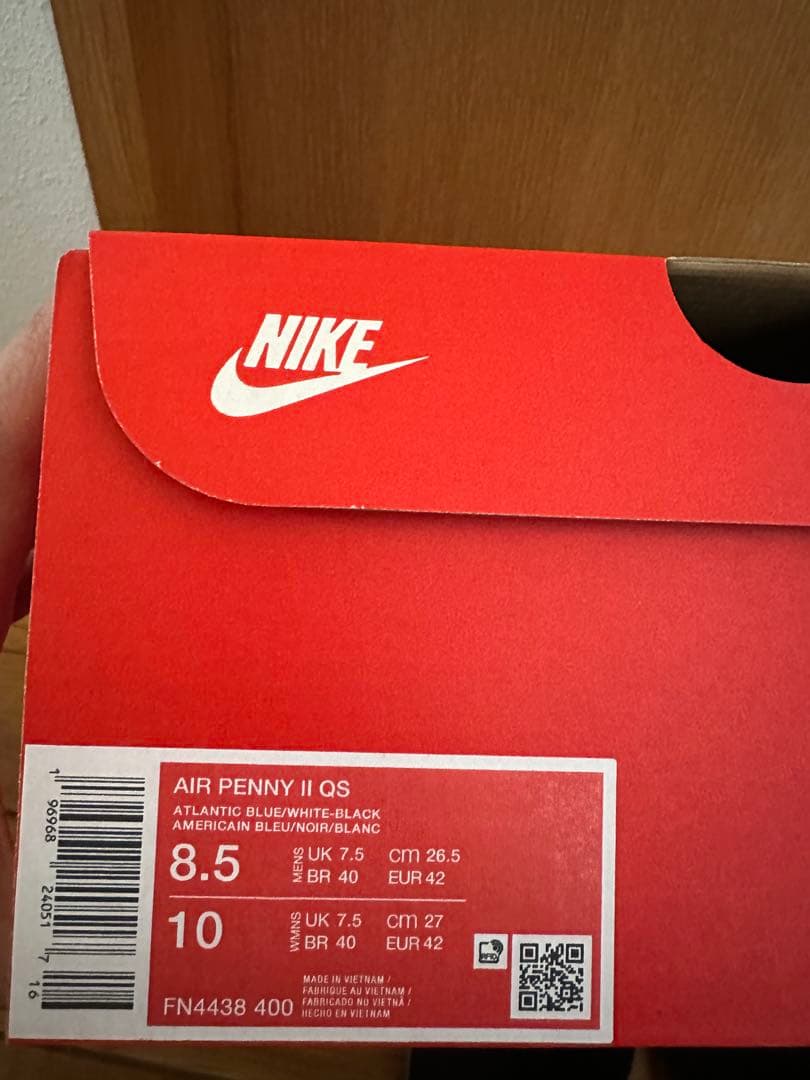 NIKE
AIR PENNY II QS
ATLANTIC BLUE/WHITE-BLACK
AMERICAIN BLEU/NOIR/BLANC
8.5 MENS UK 7.5 cm 26.5
BR 40 EUR 42
10 WMNS UK 7.5 cm 27
BR 40 EUR 42
RFID
FN4438 400
MADE IN VIETNAM /
FABRIQUE AU VIETNAM /
FABRICADO NO VIETNÃ /
HECHO EN VIETNAM
1 96968 24051 7 16